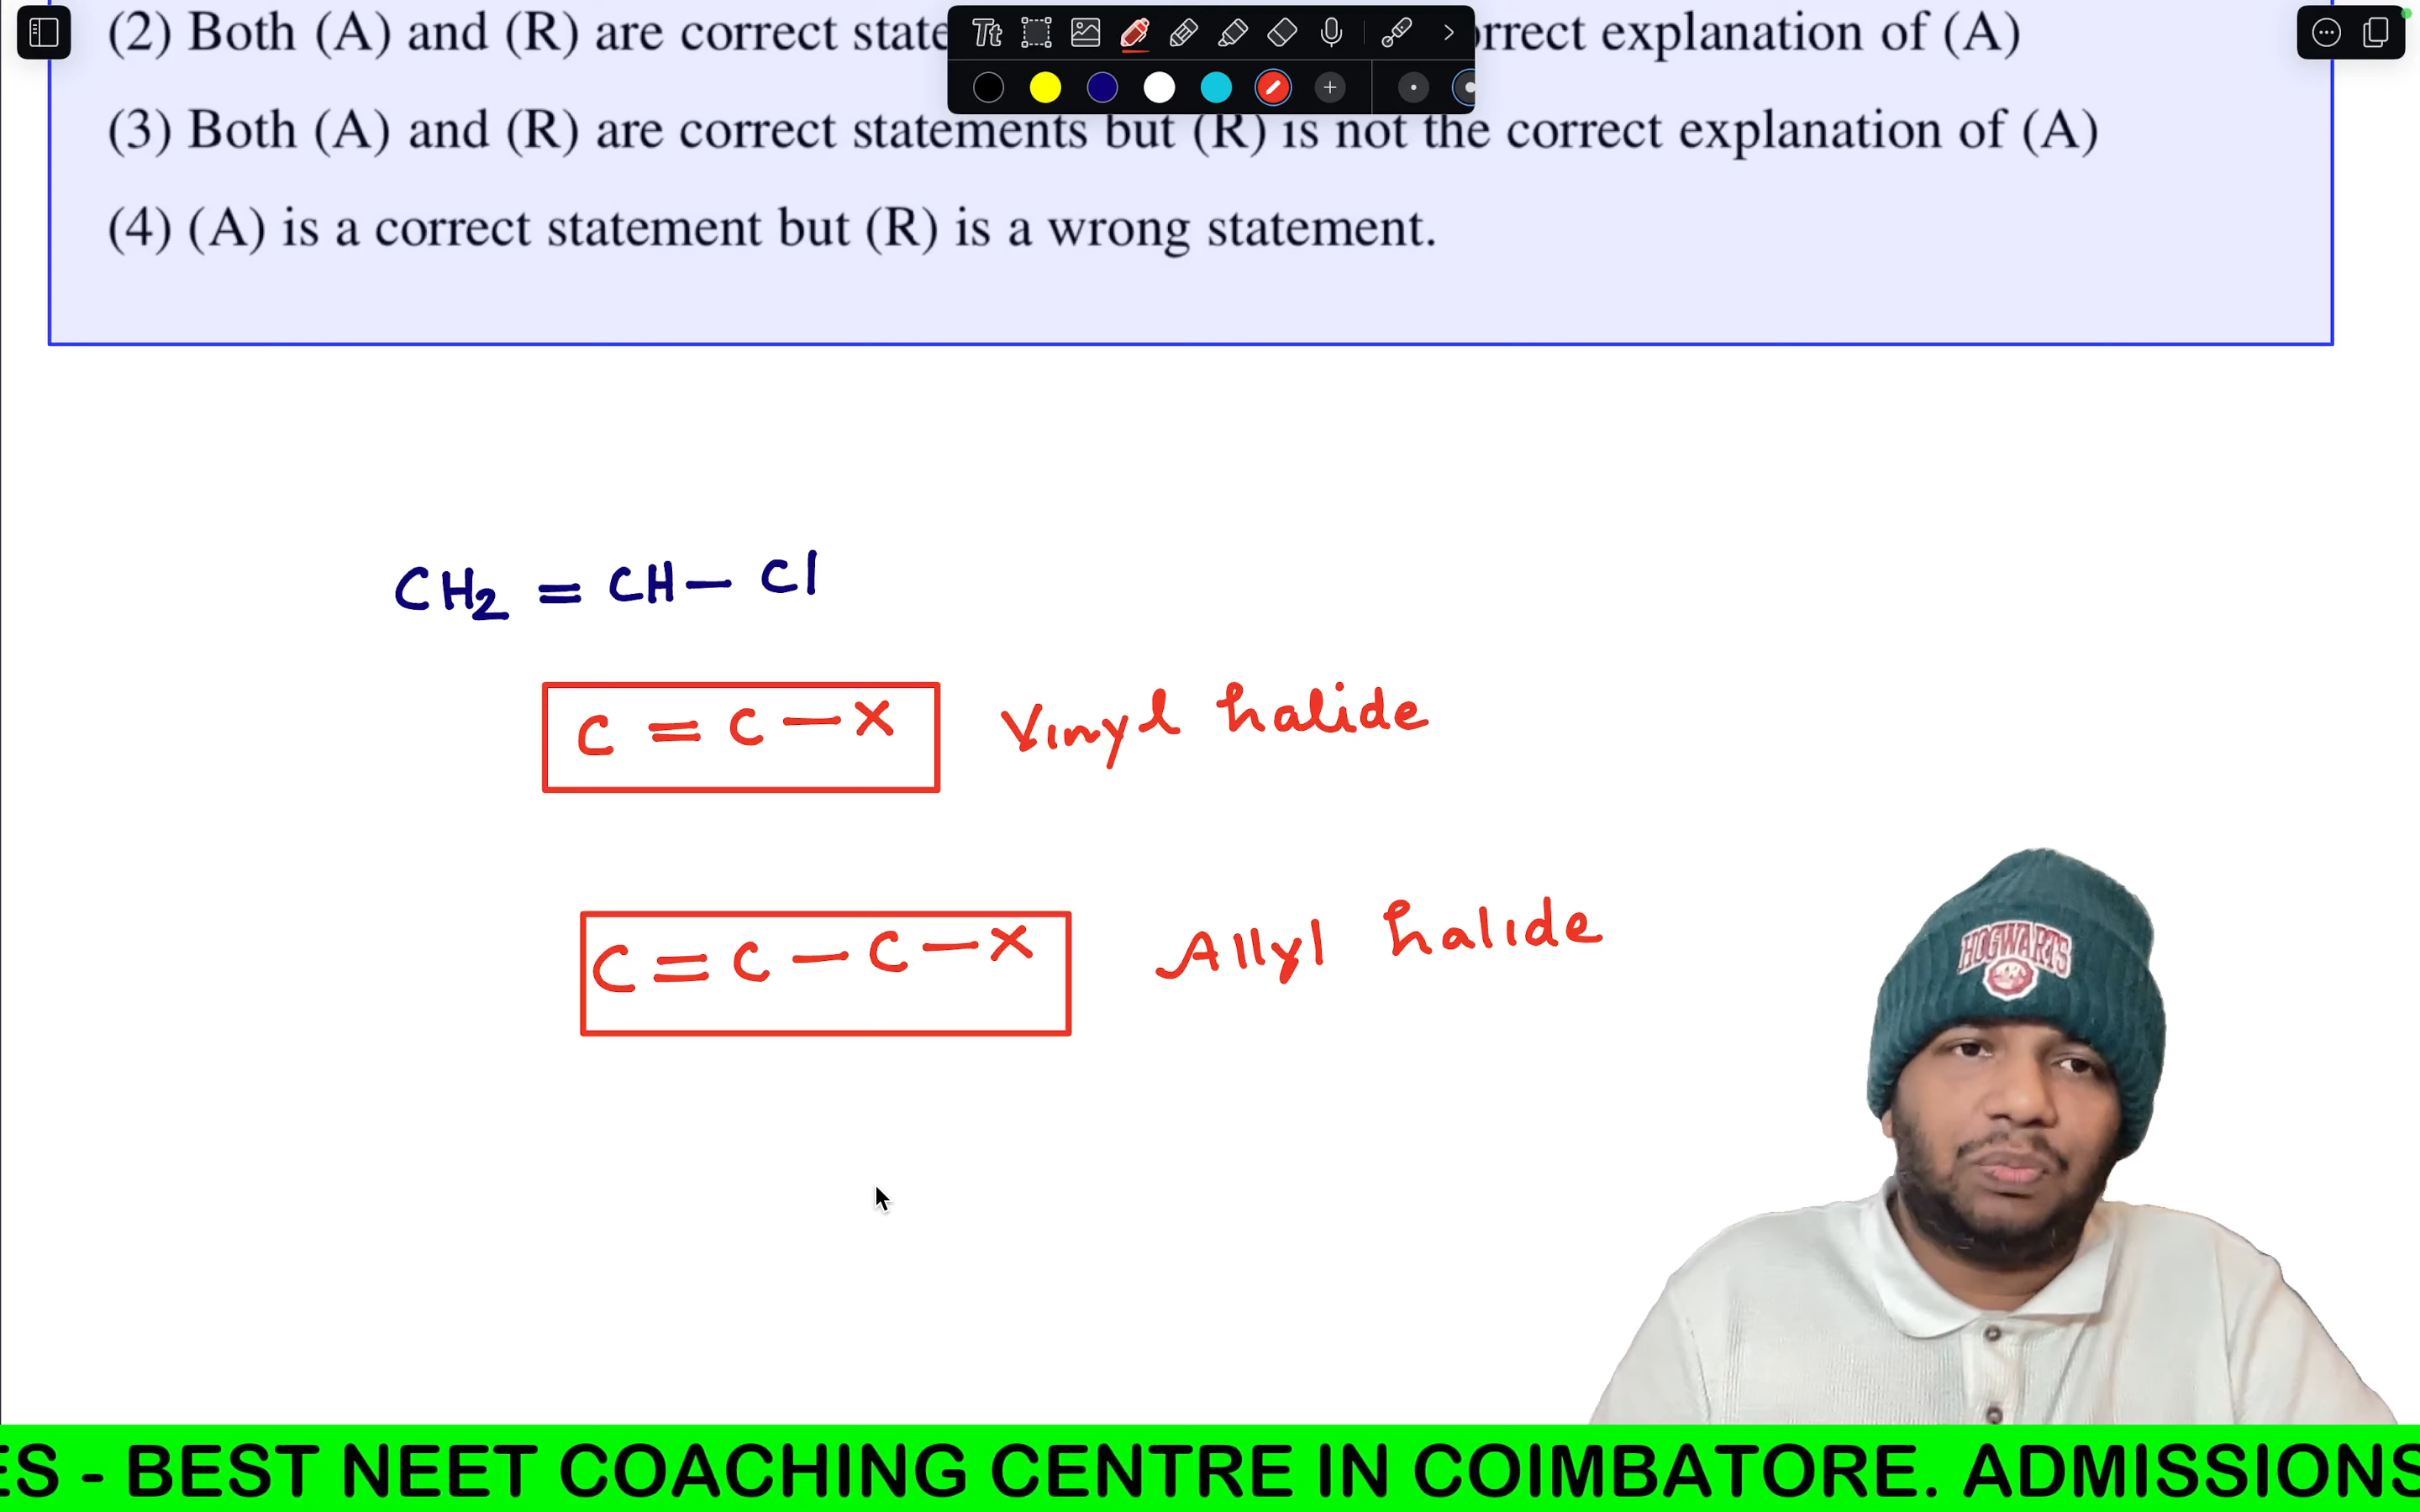 (2) Both (A) and (R) are correct state rrect explanation of (A)
(3) Both (A) and (R) are correct statements but (R) is not the correct explanation of (A)
(4) (A) is a correct statement but (R) is a wrong statement.
CH₂ = CH — Cl
C = C — X Vinyl halide
C = C — C — X Allyl halide
HOGWARTS
ES - BEST NEET COACHING CENTRE IN COIMBATORE. ADMISSIONS